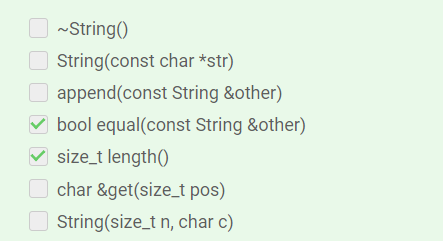 ~String()
String(const char *str)
append(const String &other)
bool equal(const String &other)
size_t length()
char &get(size_t pos)
String(size_t n, char c)